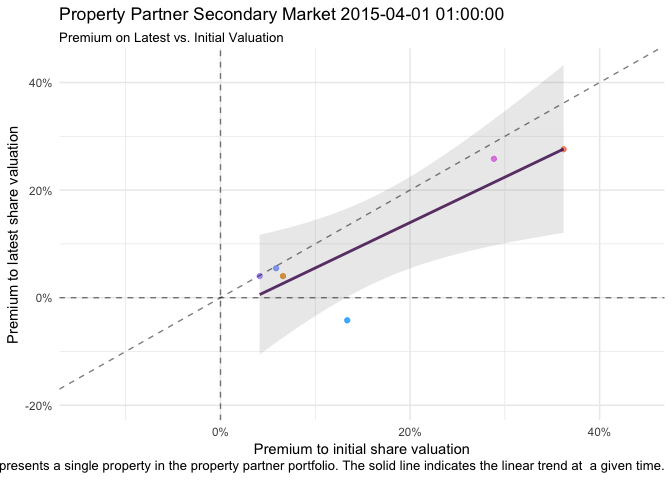 Property Partner Secondary Market 2015-04-01 01:00:00
Premium on Latest vs. Initial Valuation
Premium to latest share valuation
40%
20%
0%
-20%
0%
20%
40%
Premium to initial share valuation
presents a single property in the property partner portfolio. The solid line indicates the linear trend at  a given time.